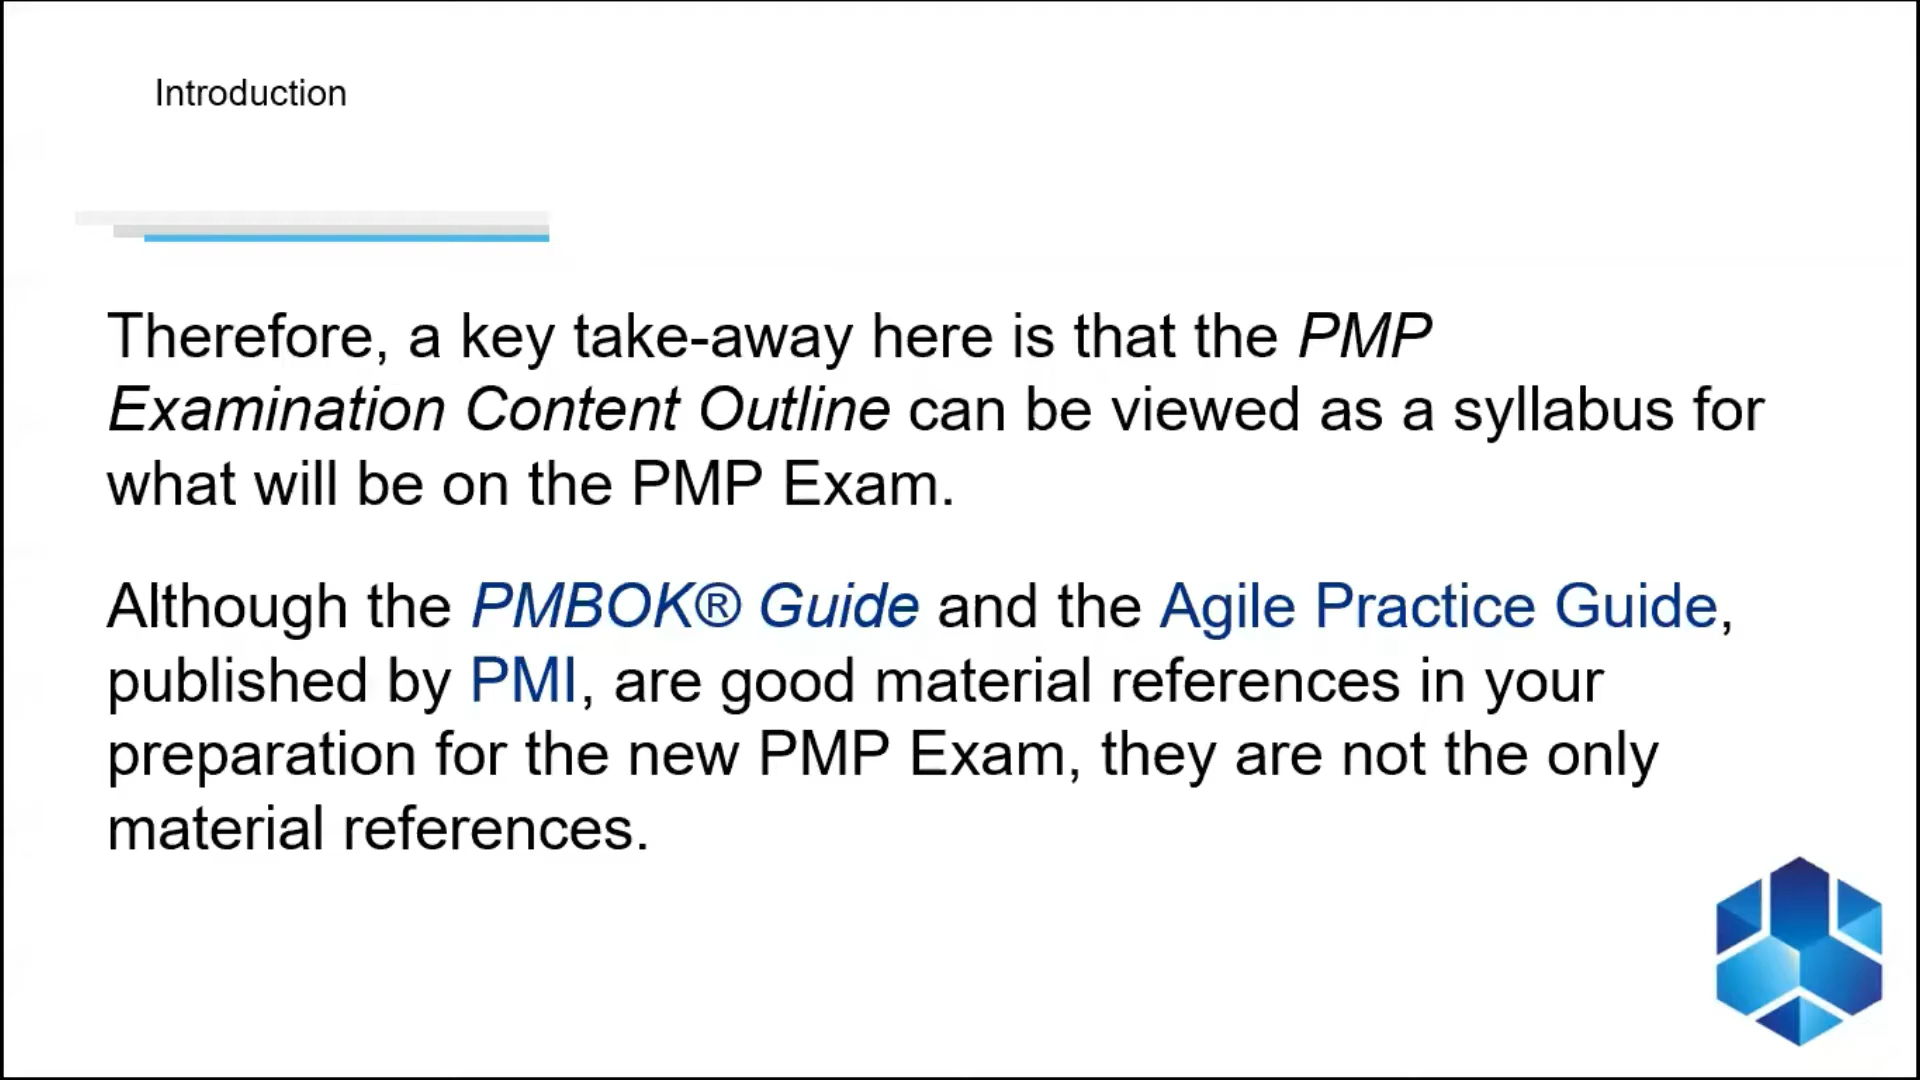 Introduction
Therefore, a key take-away here is that the PMP
Examination Content Outline can be viewed as a syllabus for
what will be on the PMP Exam.
Although the PMBOK® Guide and the Agile Practice Guide,
published by PMI, are good material references in your
preparation for the new PMP Exam, they are not the only
material references.